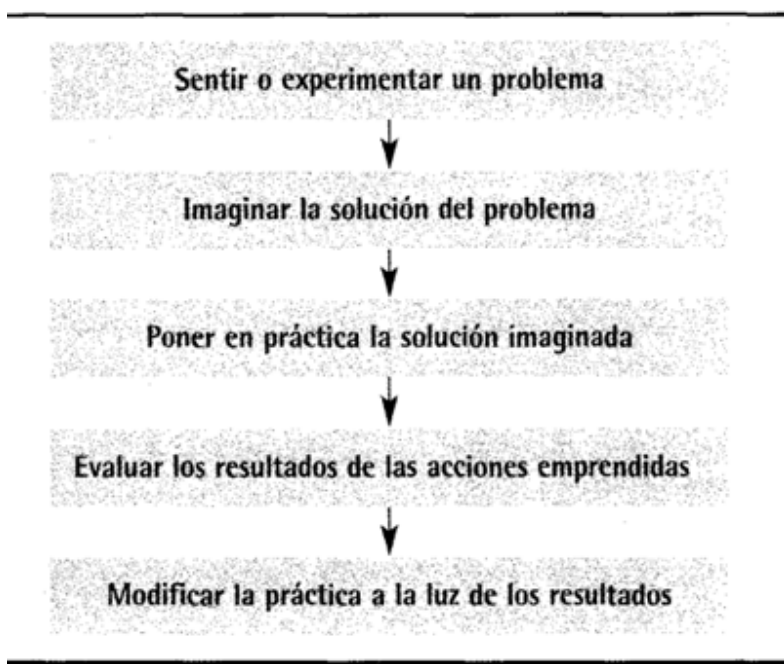 Sentir o experimentar un problema
Imaginar la solución del problema
Poner en práctica la solución imaginada
Evaluar los resultados de las acciones emprendidas
Modificar la práctica a la luz de los resultados